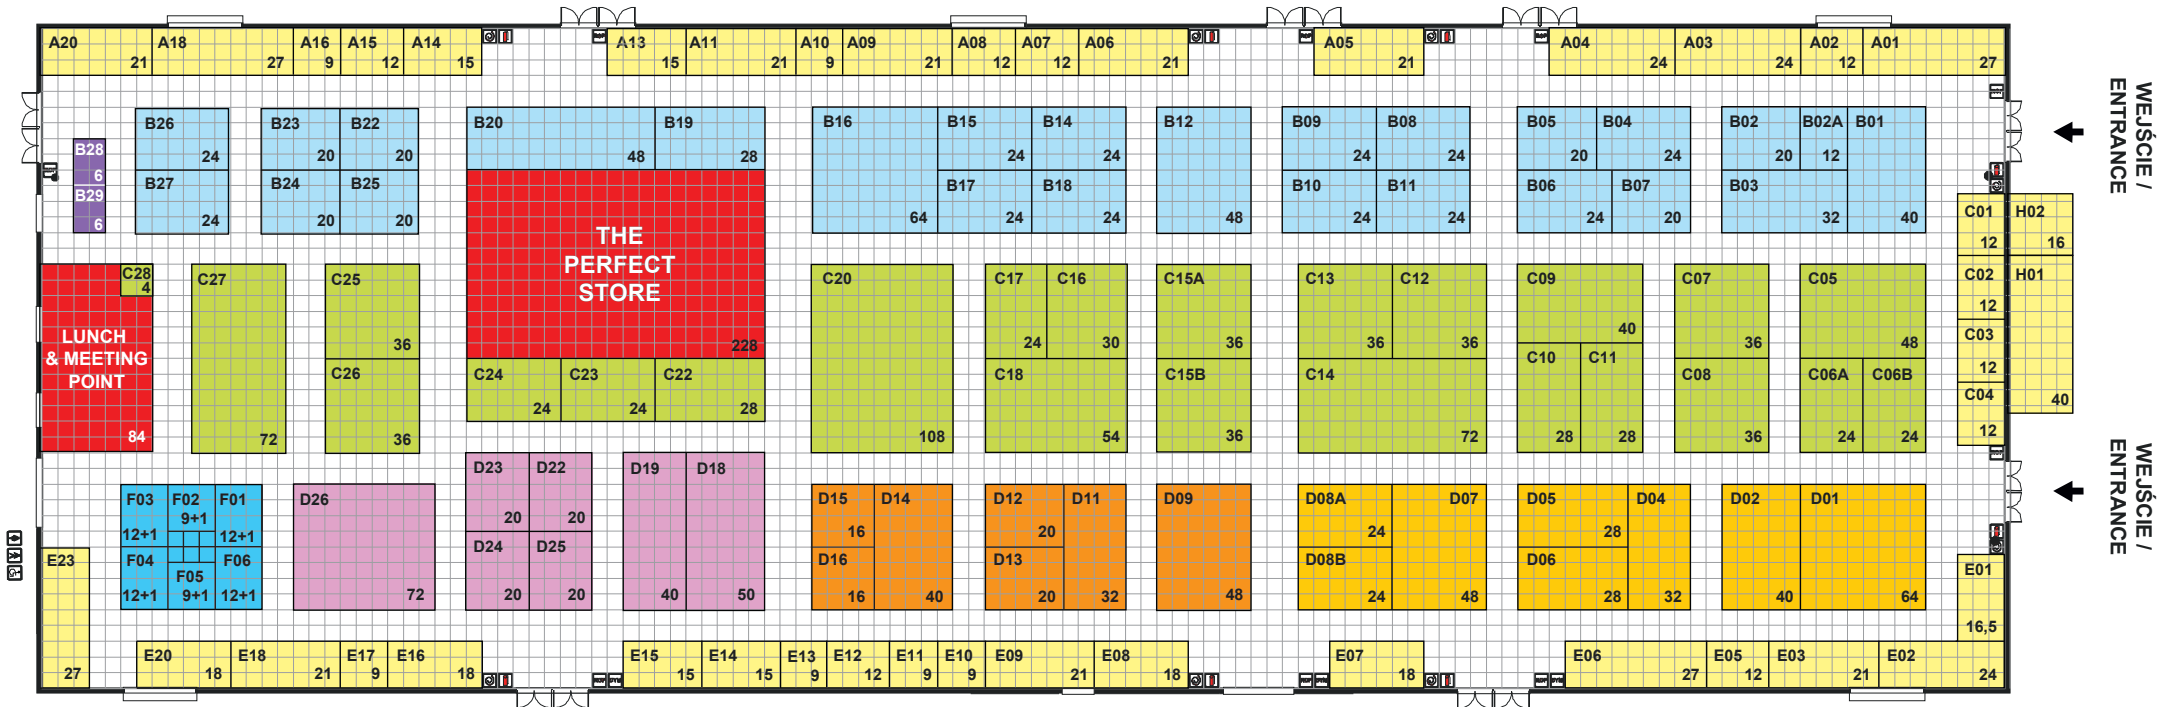 A20 A18 A16 A15 A14 A13 A11 A10 A09 A08 A07 A06 A05 A04 A03 A02 A01
21 27 9 12 15 15 21 9 21 12 12 21 21 24 24 12 27
WEJŚCIE /
ENTRANCE
B26 B23 B22 B20 B19 B16 B15 B14 B12 B09 B08 B05 B04 B02 B02A B01
B28 24 20 20 48 28 24 24 24 24 20 24 20 12
6
B29 B27 B24 B25 B17 B18 B10 B11 B06 B07 B03
6 24 20 20 64 24 24 48 24 24 24 20 32 40
C01 H02
12 16
THE
PERFECT
STORE
228
C28
4
LUNCH
& MEETING
POINT
84
C27 C25 C20 C17 C16 C15A C13 C12 C09 C07 C05 C02 H01
36 24 30 36 36 36 40 36 48 12
C03
12
C26 C24 C23 C22 C18 C15B C14 C10 C11 C08 C06A C06B C04
24 24 28 40
72 36 108 54 36 72 28 28 36 24 24 12
WEJŚCIE /
ENTRANCE
D23 D22 D19 D18
20 20
F03 F02 F01 D26 D15 D14 D12 D11 D09 D08A D07 D05 D04 D02 D01
12+1 9+1 12+1 16 20 24 28
E23 F04 F05 F06 D24 D25 D16 D13 D08B D06 E01
12+1 9+1 12+1 72 20 20 40 50 16 40 20 32 48 24 48 28 32 40 64 16,5
E20 E18 E17 E16 E15 E14 E13 E12 E11 E10 E09 E08 E07 E06 E05 E03 E02
27 18 21 9 18 15 15 9 12 9 9 21 18 18 27 12 21 24